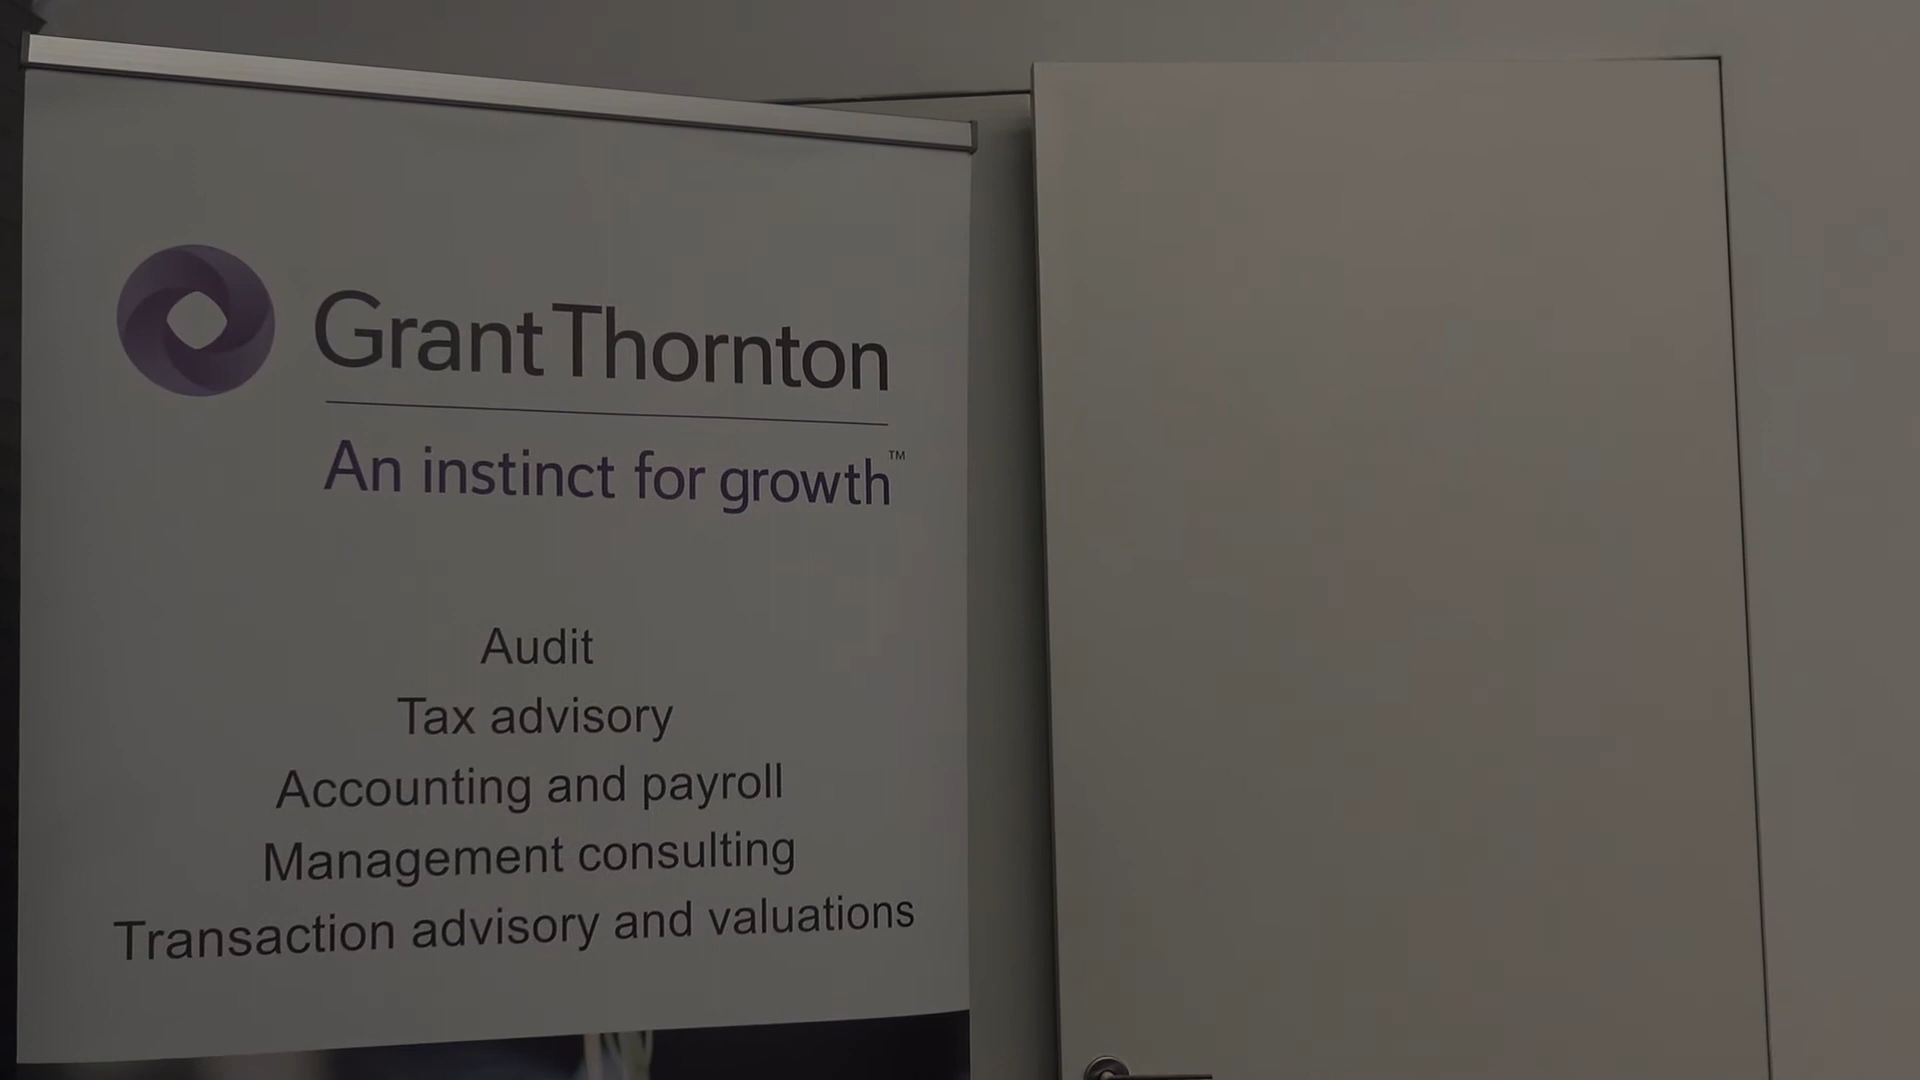 Grant Thornton
An instinct for growth™
Audit
Tax advisory
Accounting and payroll
Management consulting
Transaction advisory and valuations